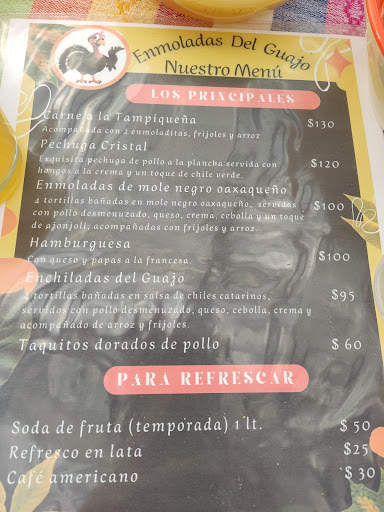 Enmoladas Del Guajo
Nuestro Menú
LOS PRINCIPALES
Carne a la Tampiqueña $130
Acompañada con 2 enmoladitas, frijoles y arroz
Pechuga Cristal
Exquisita pechuga de pollo a la plancha servida con $120
hongos a la crema y un toque de chile verde.
Enmoladas de mole negro oaxaqueño
4 tortillas bañadas en mole negro oaxaqueño, servidas $100
con pollo desmenuzado, queso, crema, cebolla y un toque
de ajonjolí, acompañadas con frijoles y arroz.
Hamburguesa $100
Con queso y papas a la francesa.
Enchiladas del Guajo
4 tortillas bañadas en salsa de chiles catarinos, $95
servidos con pollo desmenuzado, queso, cebolla, crema y
acompañado de arroz y frijoles.
Taquitos dorados de pollo $ 60
PARA REFRESCAR
Soda de fruta (temporada) 1 lt. $ 50
Refresco en lata $25
Café americano $ 30